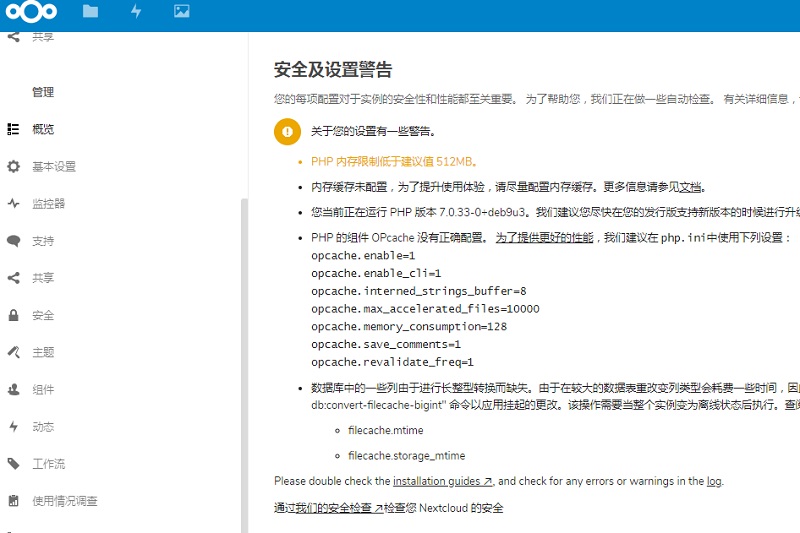 共享
管理
概览
基本设置
监控器
支持
共享
安全
主题
组件
动态
工作流
使用情况调查
安全及设置警告
您的每项配置对于实例的安全性和性能都至关重要。 为了帮助您，我们正在做一些自动检查。 有关详细信息，
关于您的设置有一些警告。
PHP 内存限制低于建议值 512MB。
内存缓存未配置，为了提升使用体验，请尽量配置内存缓存。更多信息请参见文档。
您当前正在运行 PHP 版本 7.0.33-0+deb9u3。我们建议您尽快在您的发行版支持新版本的时候进行升级
PHP 的组件 OPcache 没有正确配置。 为了提供更好的性能，我们建议在 php.ini中使用下列设置：
opcache.enable=1
opcache.enable_cli=1
opcache.interned_strings_buffer=8
opcache.max_accelerated_files=10000
opcache.memory_consumption=128
opcache.save_comments=1
opcache.revalidate_freq=1
数据库中的一些列由于进行长整型转换而缺失。由于在较大的数据表重改变列类型会耗费一些时间，因此
db:convert-filecache-bigint" 命令以应用挂起的更改。该操作需要当整个实例变为离线状态后执行。查阅
filecache.mtime
filecache.storage_mtime
Please double check the installation guides ↗, and check for any errors or warnings in the log.
通过我们的安全检查 ↗检查您 Nextcloud 的安全